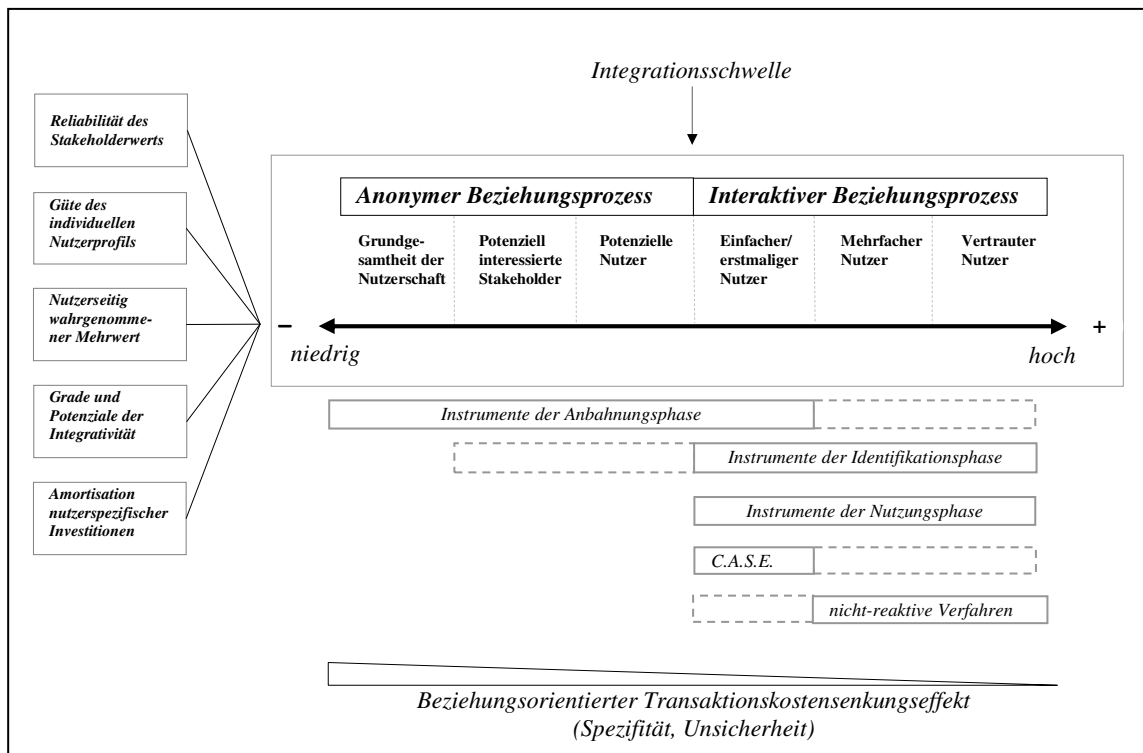 Integrationsschwelle
Reliabilität des
Stakeholderwerts
Güte des
individuellen
Nutzerprofils
Nutzerseitig
wahrgenomme-
ner Mehrwert
Grade und
Potenziale der
Integrativität
Amortisation
nutzerspezifischer
Investitionen
Anonymer Beziehungsprozess
Interaktiver Beziehungsprozess
Grundge-
samtheit der
Nutzerschaft
Potenziell
interessierte
Stakeholder
Potenzielle
Nutzer
Einfacher/
erstmaliger
Nutzer
Mehrfacher
Nutzer
Vertrauter
Nutzer
–
+
niedrig
hoch
Instrumente der Anbahnungsphase
Instrumente der Identifikationsphase
Instrumente der Nutzungsphase
C.A.S.E.
nicht-reaktive Verfahren
Beziehungsorientierter Transaktionskostensenkungseffekt
(Spezifität, Unsicherheit)